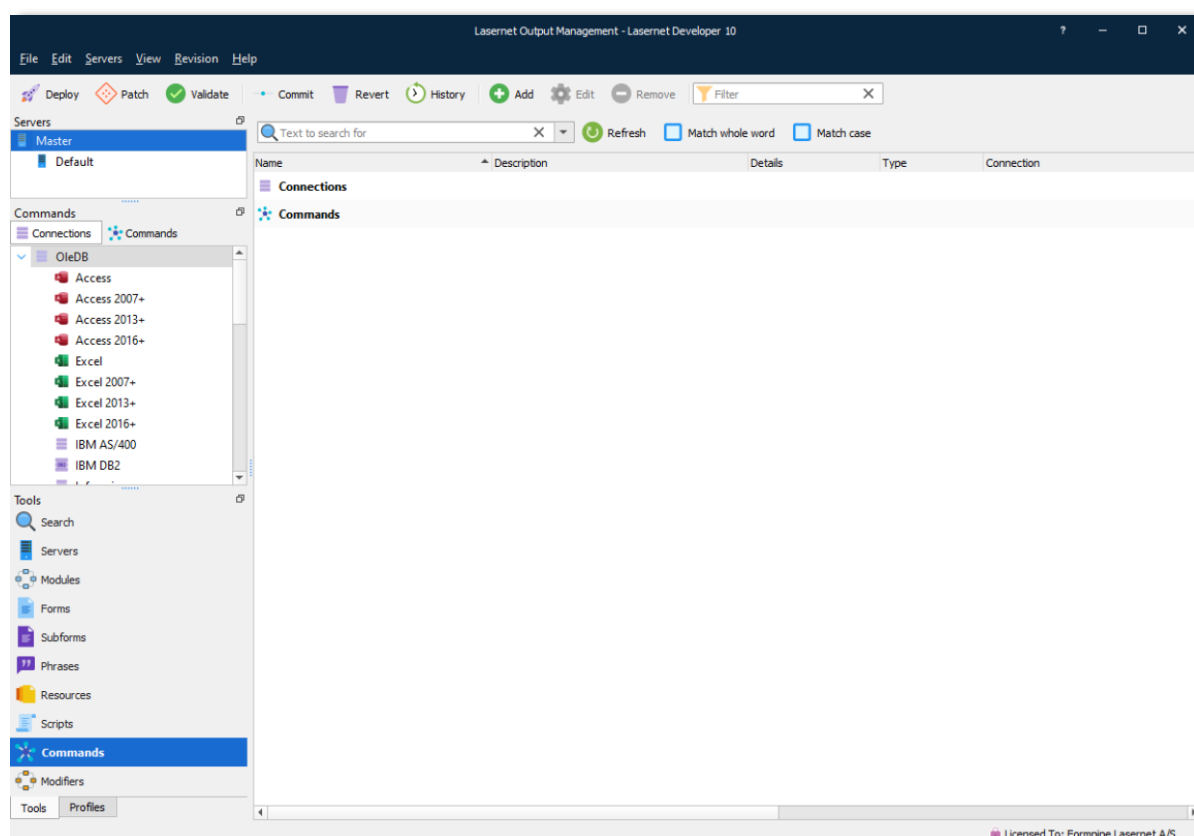 Lasernet Output Management - Lasernet Developer 10
File Edit Servers View Revision Help
Deploy Patch Validate Commit Revert History Add Edit Remove Filter
Servers
Master
Default
Text to search for Refresh Match whole word Match case
Name Description Details Type Connection
Connections
Commands
Commands
Connections Commands
OleDB
Access
Access 2007+
Access 2013+
Access 2016+
Excel
Excel 2007+
Excel 2013+
Excel 2016+
IBM AS/400
IBM DB2
Tools
Search
Servers
Modules
Forms
Subforms
Phrases
Resources
Scripts
Commands
Modifiers
Tools Profiles
Licensed To: Formpipe Lasernet A/S